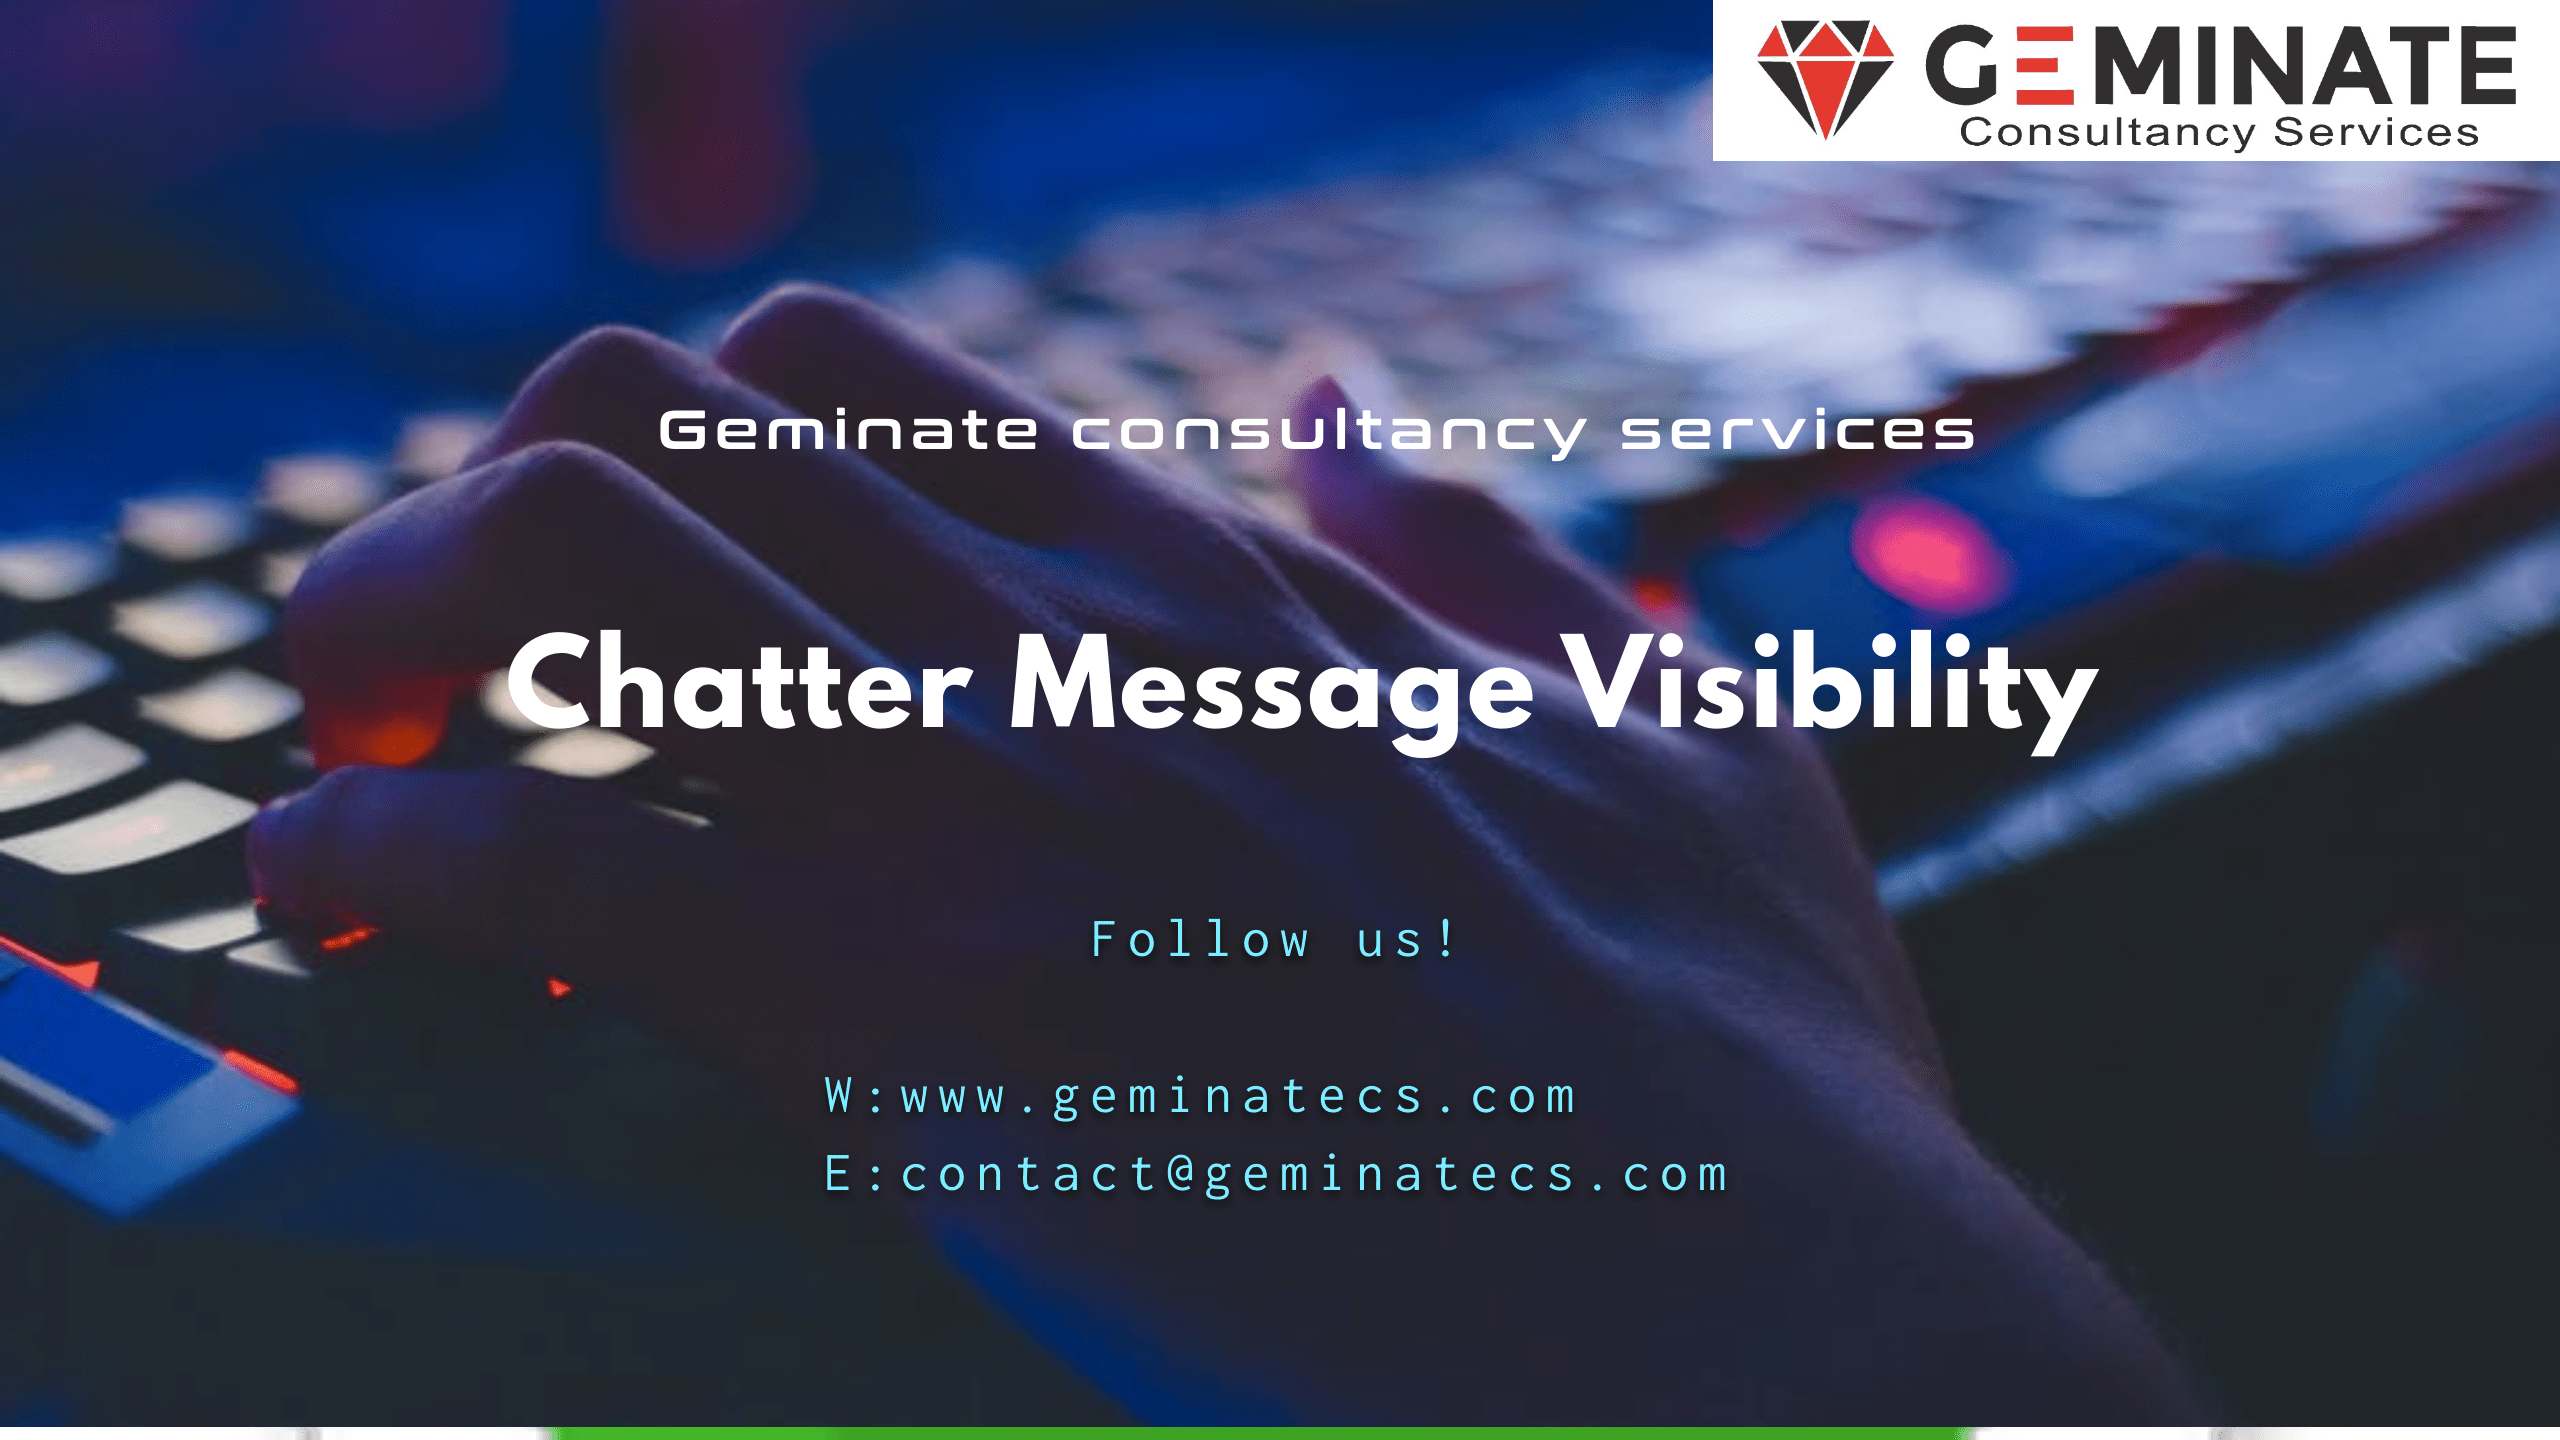 GEMINATE
Consultancy Services
Geminate consultancy services
Chatter Message Visibility
Follow us!
W:www.geminatecs.com
E:contact@geminatecs.com